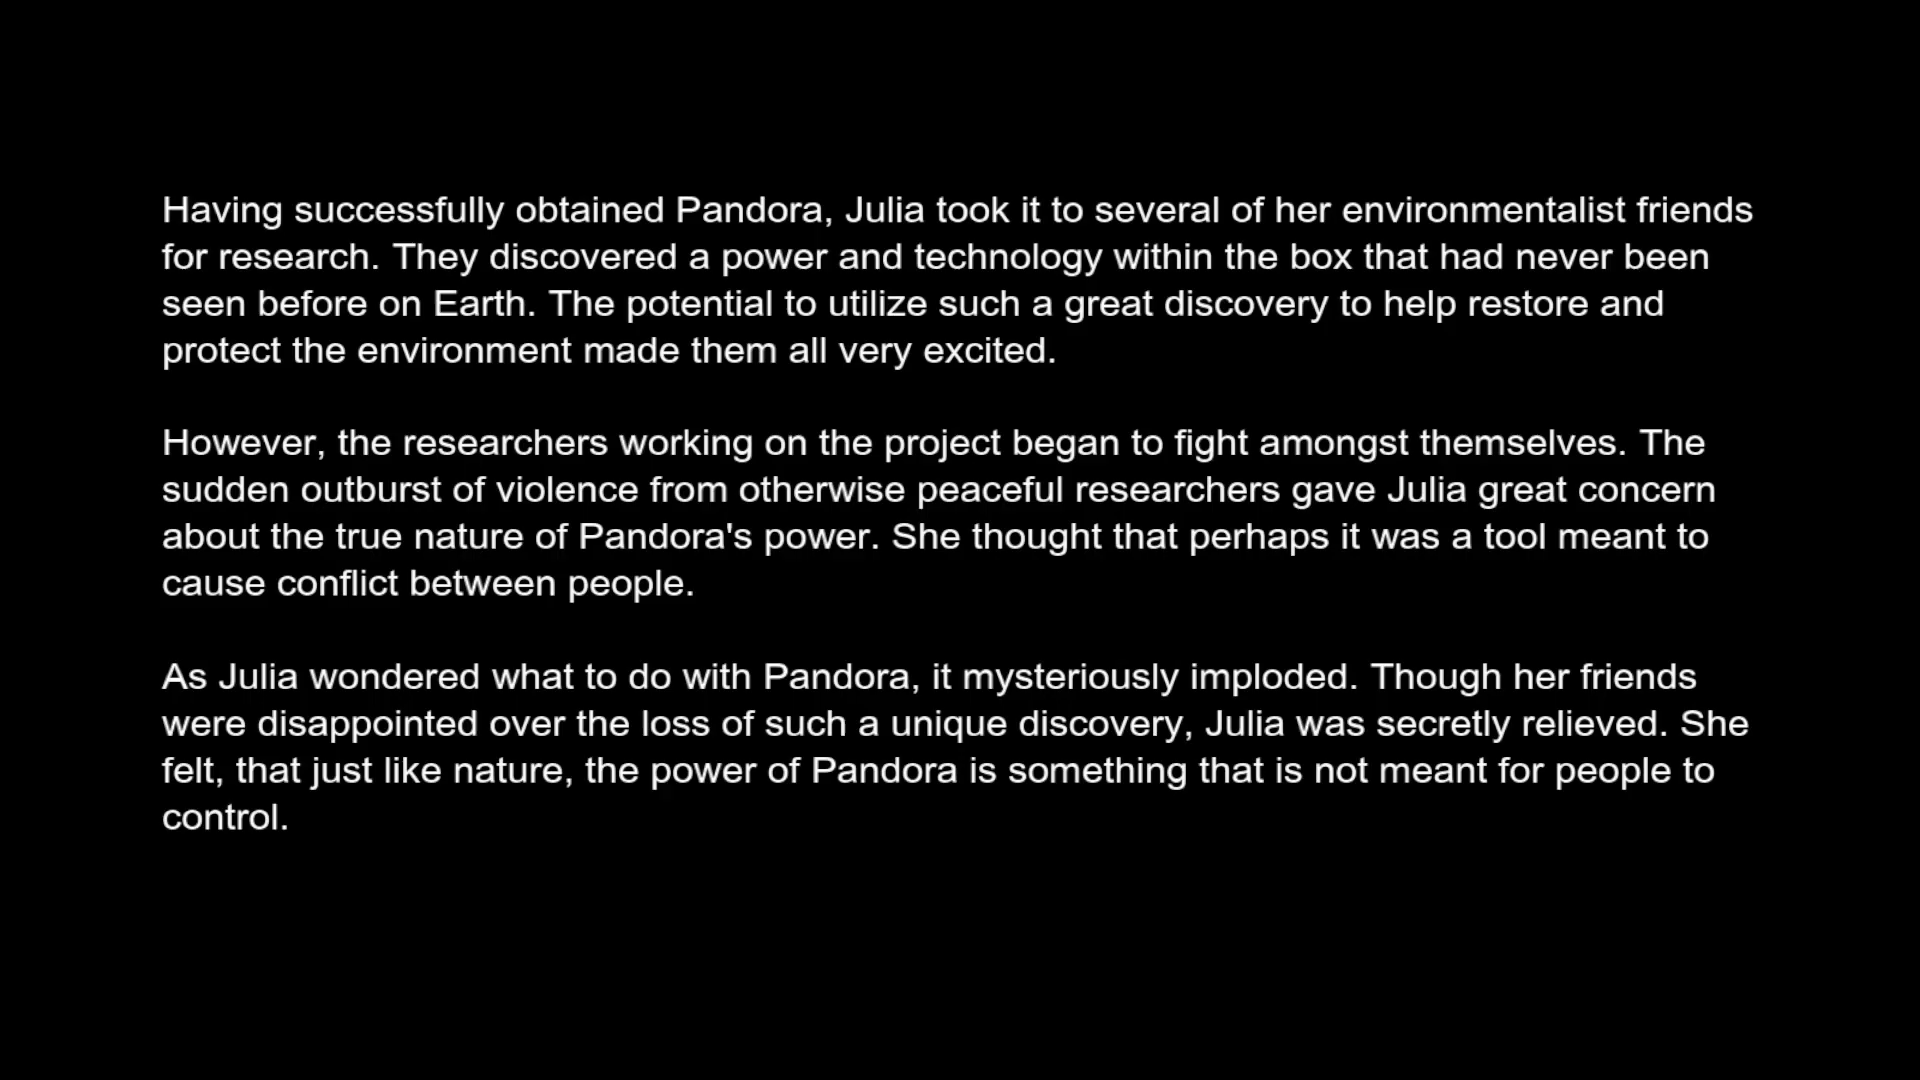 Having successfully obtained Pandora, Julia took it to several of her environmentalist friends
for research. They discovered a power and technology within the box that had never been
seen before on Earth. The potential to utilize such a great discovery to help restore and
protect the environment made them all very excited.
However, the researchers working on the project began to fight amongst themselves. The
sudden outburst of violence from otherwise peaceful researchers gave Julia great concern
about the true nature of Pandora's power. She thought that perhaps it was a tool meant to
cause conflict between people.
As Julia wondered what to do with Pandora, it mysteriously imploded. Though her friends
were disappointed over the loss of such a unique discovery, Julia was secretly relieved. She
felt, that just like nature, the power of Pandora is something that is not meant for people to
control.